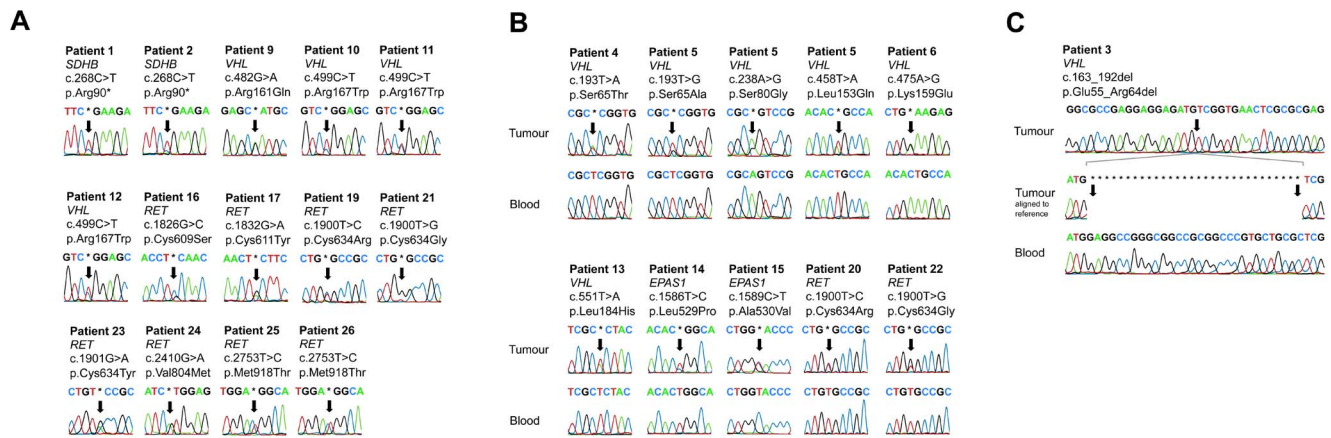 A
Patient 1 Patient 2 Patient 9 Patient 10 Patient 11
SDHB SDHB VHL VHL VHL
c.268C>T c.268C>T c.482G>A c.499C>T c.499C>T
p.Arg90* p.Arg90* p.Arg161Gln p.Arg167Trp p.Arg167Trp
TTC*GAAGA TTC*GAAGA GAGC*ATGC GTC*GGAGC GTC*GGAGC
Patient 12 Patient 16 Patient 17 Patient 19 Patient 21
VHL RET RET RET RET
c.499C>T c.1826G>C c.1832G>A c.1900T>C c.1900T>G
p.Arg167Trp p.Cys609Ser p.Cys611Tyr p.Cys634Arg p.Cys634Gly
GTC*GGAGC ACCT*CAAC AACT*CTTC CTG*GCCGC CTG*GCCGC
Patient 23 Patient 24 Patient 25 Patient 26
RET RET RET RET
c.1901G>A c.2410G>A c.2753T>C c.2753T>C
p.Cys634Tyr p.Val804Met p.Met918Thr p.Met918Thr
CTGT*CCGC ATC*TGGAG TGGA*GGCA TGGA*GGCA
B
Patient 4 Patient 5 Patient 5 Patient 5 Patient 6
VHL VHL VHL VHL VHL
c.193T>A c.193T>G c.238A>G c.458T>A c.475A>G
p.Ser65Thr p.Ser65Ala p.Ser80Gly p.Leu153Gln p.Lys159Glu
CGC*CGGTG CGC*CGGTG CGC*GTCCG ACAC*GCCA CTG*AAGAG
Tumour
CGCTCGGTG CGCTCGGTG CGCAGTCCG ACACTGCCA ACACTGCCA
Blood
Patient 13 Patient 14 Patient 15 Patient 20 Patient 22
VHL EPAS1 EPAS1 RET RET
c.551T>A c.1586T>C c.1589C>T c.1900T>C c.1900T>G
p.Leu184His p.Leu529Pro p.Ala530Val p.Cys634Arg p.Cys634Gly
TCGC*CTAC ACAC*GGCA CTGG*ACCC CTG*GCCGC CTG*GCCGC
Tumour
TCGCTCTAC ACACTGGCA CTGGTACCC CTGTGCCGC CTGTGCCGC
Blood
C
Patient 3
VHL
c.163_192del
p.Glu55_Arg64del
GGCGCCGAGGAGGAGATGTCGGTGAACTCGCGCGAG
Tumour
ATG ****************************** TCG
Tumour
aligned to
reference
ATGGAGGCCGGGCGGCCGCGGCCCGTGCTGCGCTCG
Blood